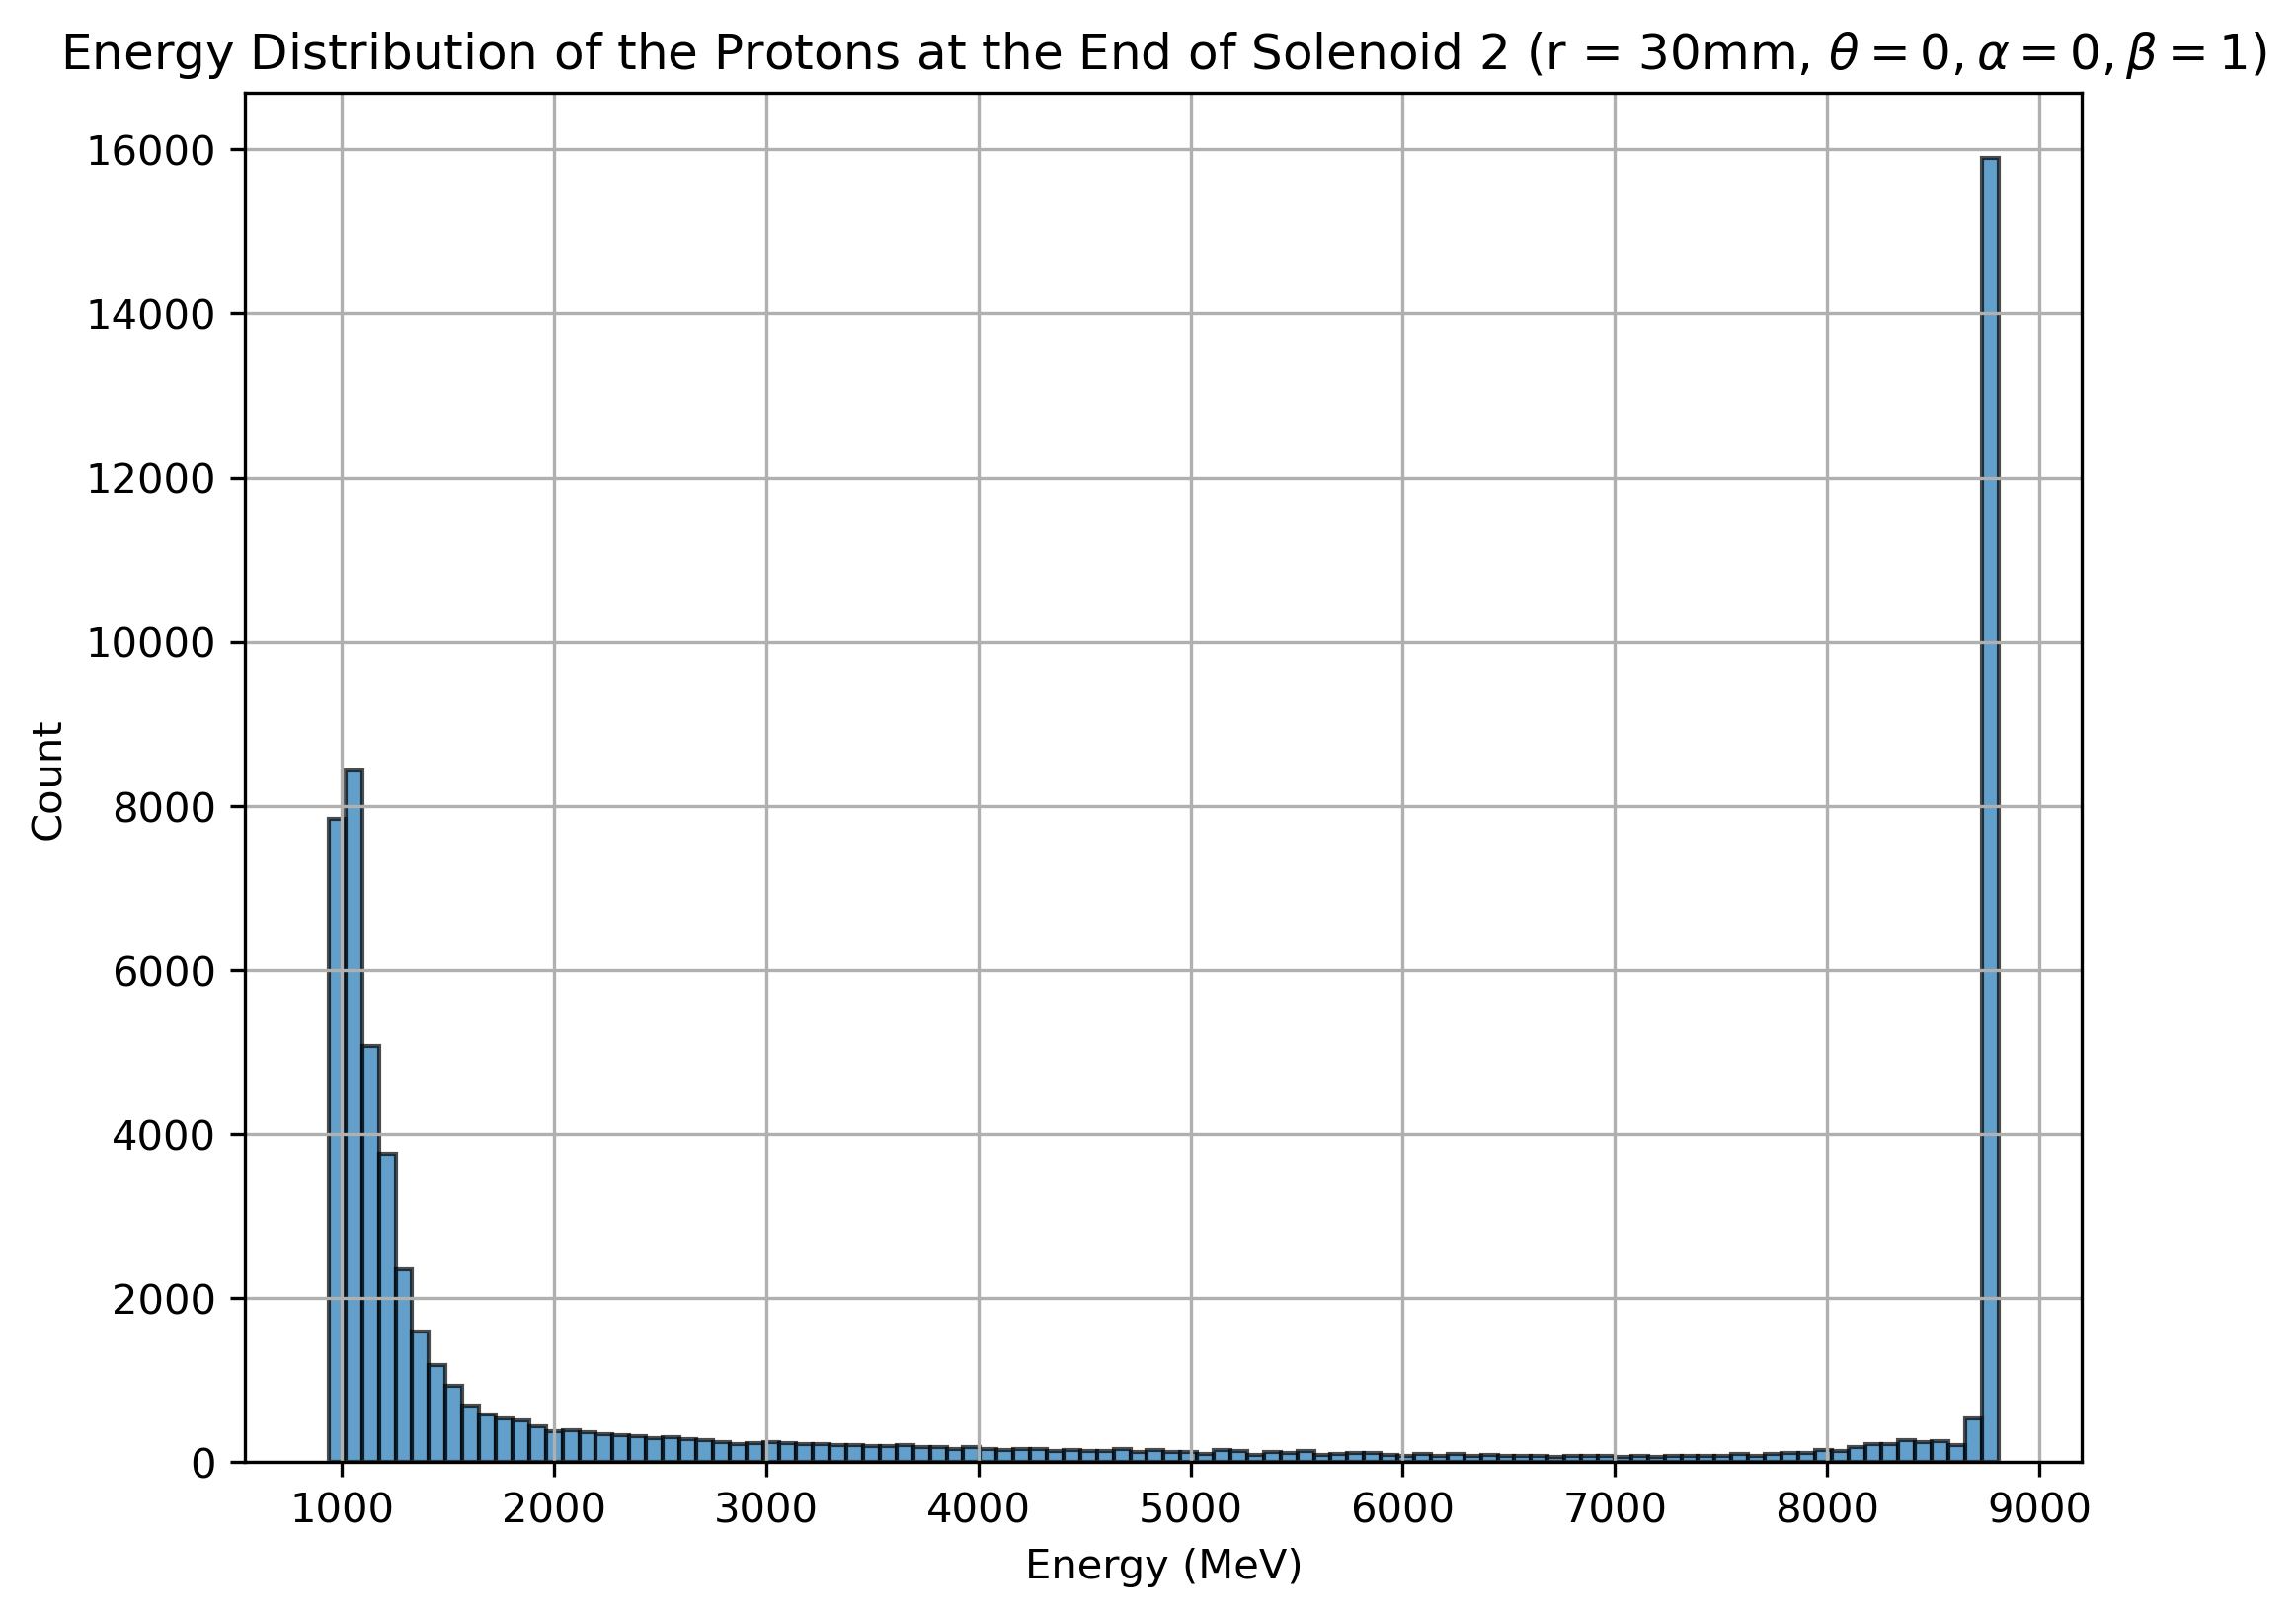 Energy Distribution of the Protons at the End of Solenoid 2 (r = 30mm, θ = 0, α = 0, β = 1)
16000
14000
12000
10000
8000
6000
4000
2000
0
Count
1000 2000 3000 4000 5000 6000 7000 8000 9000
Energy (MeV)